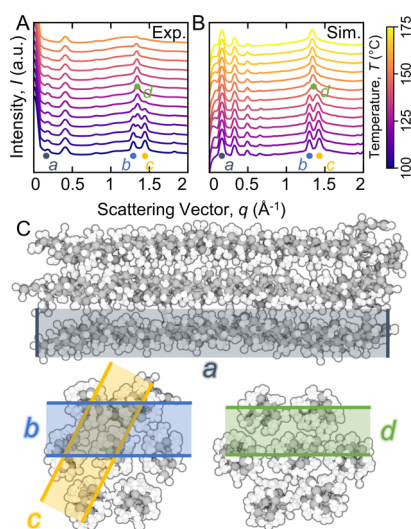 A
Exp.
B
Sim.
Intensity, I (a.u.)
d
a
b
c
d
a
b
c
0
0.5
1
1.5
2
0
0.5
1
1.5
2
Scattering Vector, q (Å⁻¹)
Temperature, T (°C)
175
150
125
100
C
a
b
c
d